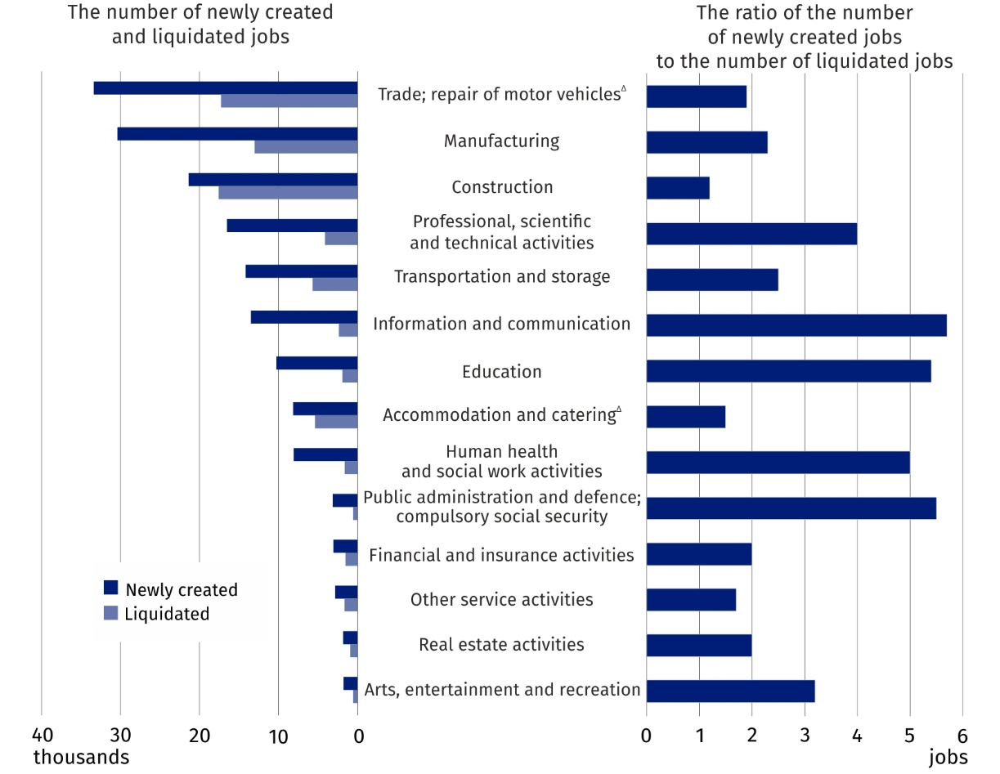 The number of newly created
and liquidated jobs
The ratio of the number
of newly created jobs
to the number of liquidated jobs
Trade; repair of motor vehiclesᐃ
Manufacturing
Construction
Professional, scientific
and technical activities
Transportation and storage
Information and communication
Education
Accommodation and cateringᐃ
Human health
and social work activities
Public administration and defence;
compulsory social security
Financial and insurance activities
Other service activities
Real estate activities
Arts, entertainment and recreation
Newly created
Liquidated
40 30 20 10 0
thousands
0 1 2 3 4 5 6
jobs